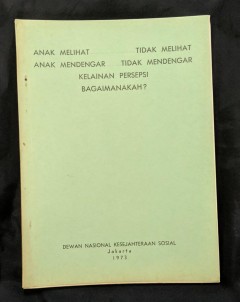 ANAK MELIHAT TIDAK MELIHAT
ANAK MENDENGAR TIDAK MENDENGAR
KELAINAN PERSEPSI
BAGAIMANAKAH?
DEWAN NASIONAL KESEJAHTERAAN SOSIAL
Jakarta
1975